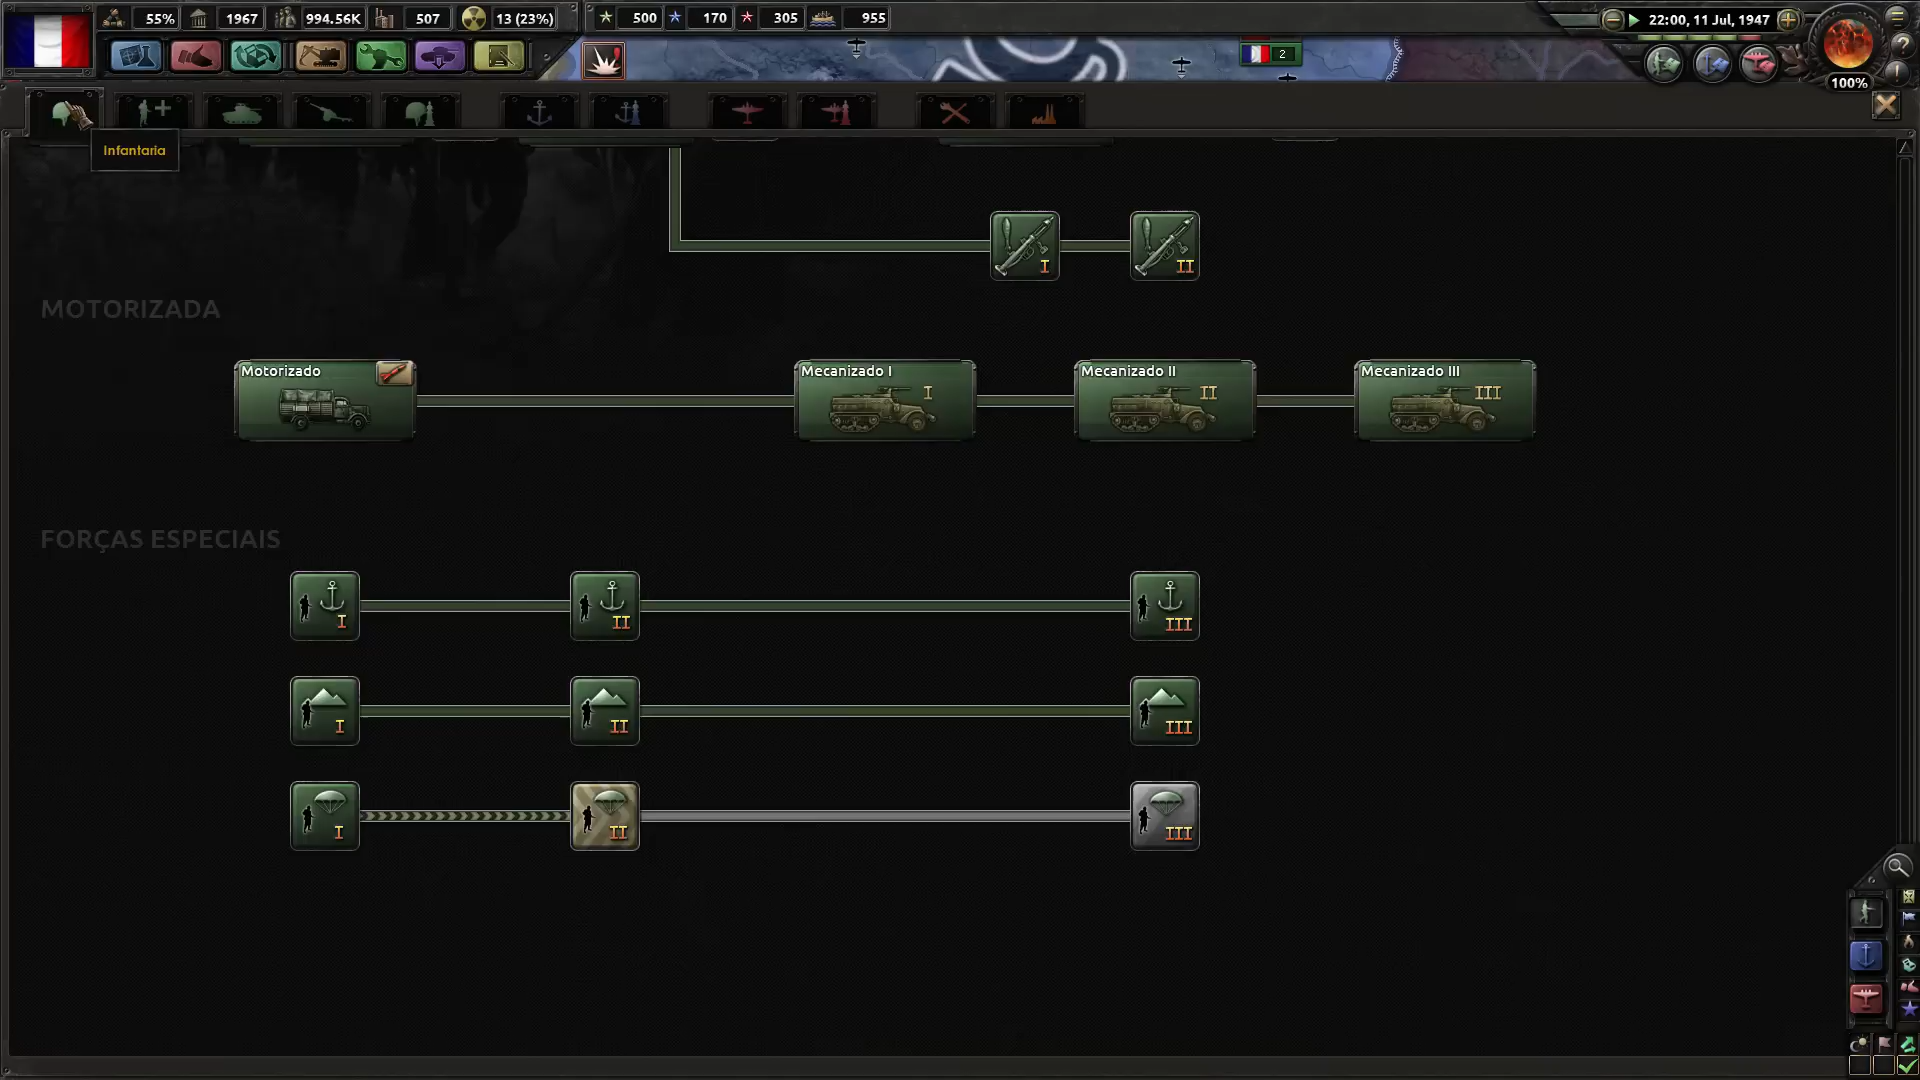 55%
1967
994.56K
507
13 (23%)
500
170
305
955
22:00, 11 Jul, 1947
2
100%
Infantaria
I
II
MOTORIZADA
Motorizado
Mecanizado I
I
Mecanizado II
II
Mecanizado III
III
FORÇAS ESPECIAIS
I
II
III
I
II
III
I
II
III